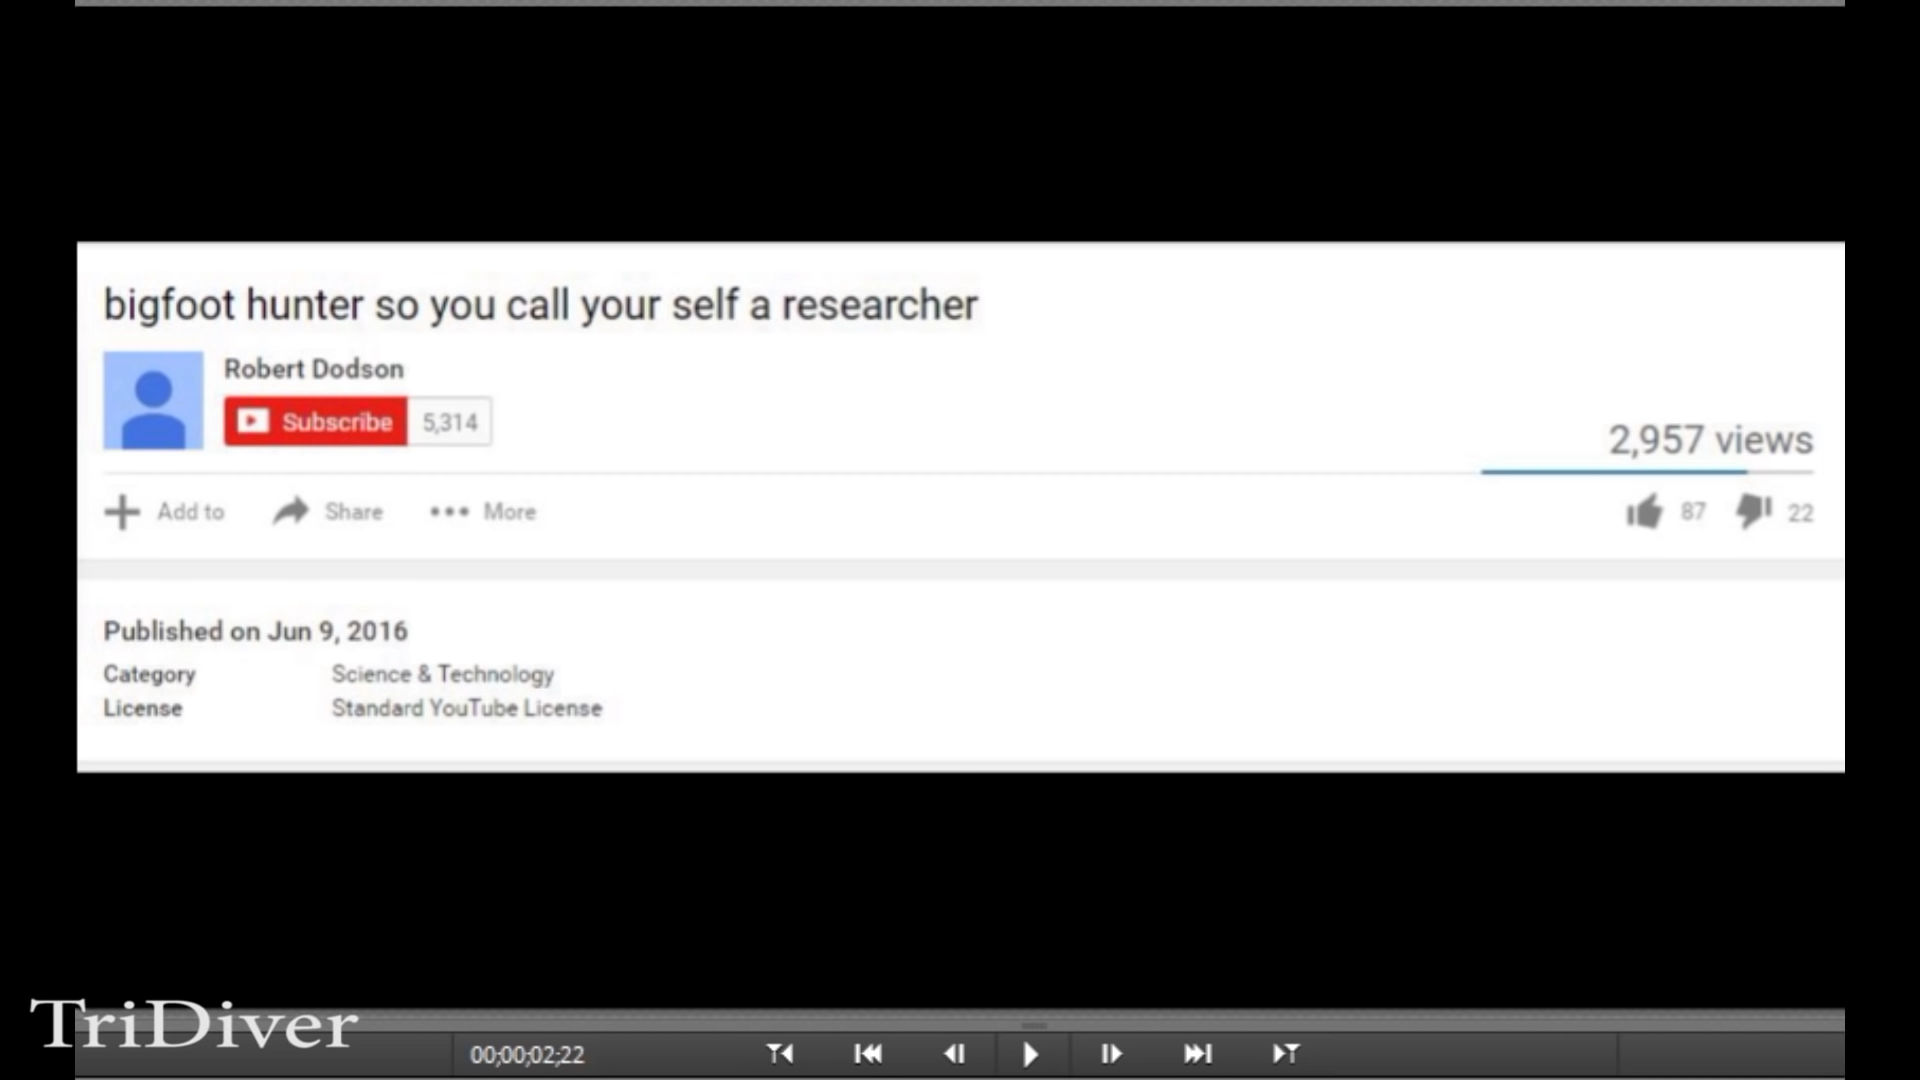 bigfoot hunter so you call your self a researcher
Robert Dodson
Subscribe 5,314
2,957 views
Add to Share More 87 22
Published on Jun 9, 2016
Category Science & Technology
License Standard YouTube License
TriDiver
00;00;02;22